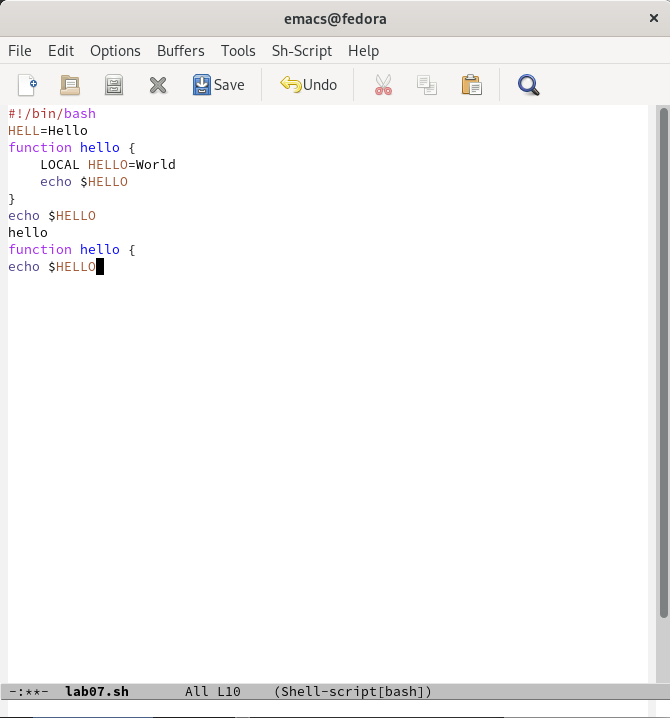 emacs@fedora
File Edit Options Buffers Tools Sh-Script Help
Save Undo
#!/bin/bash
HELL=Hello
function hello {
    LOCAL HELLO=World
    echo $HELLO
}
echo $HELLO
hello
function hello {
echo $HELLO
-:**-  lab07.sh       All L10    (Shell-script[bash])